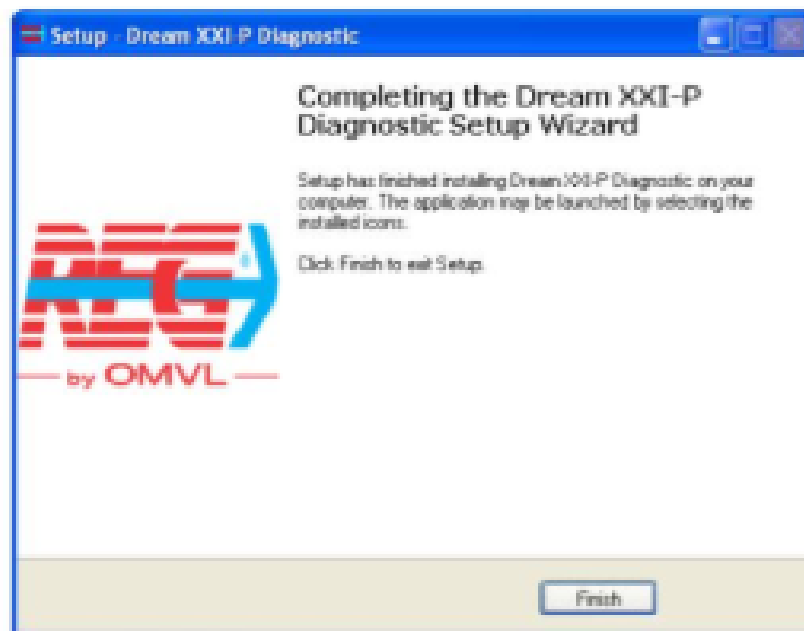 Setup - Dream XXI-P Diagnostic
Completing the Dream XXI-P
Diagnostic Setup Wizard
Setup has finished installing Dream XXI-P Diagnostic on your
computer. The application may be launched by selecting the
installed icons.
Click Finish to exit Setup.
REG
by OMVL
Finish